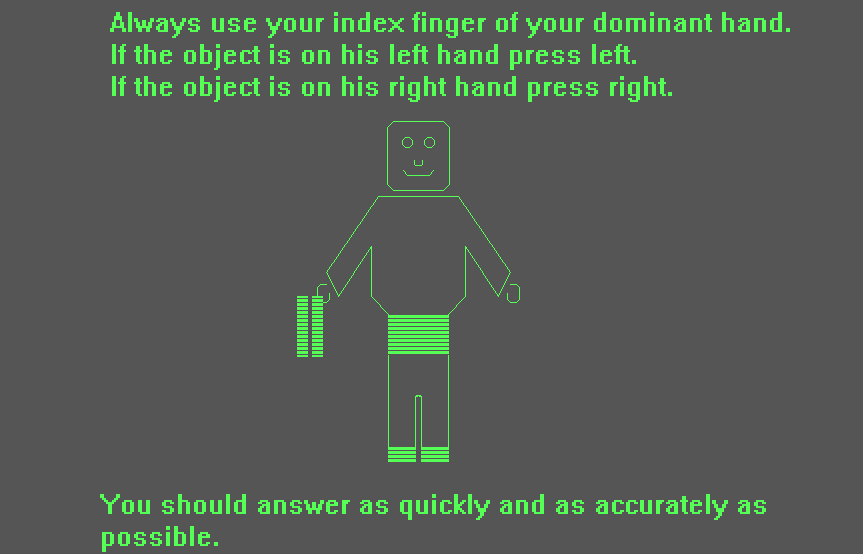 Always use your index finger of your dominant hand.
If the object is on his left hand press left.
If the object is on his right hand press right.
You should answer as quickly and as accurately as
possible.